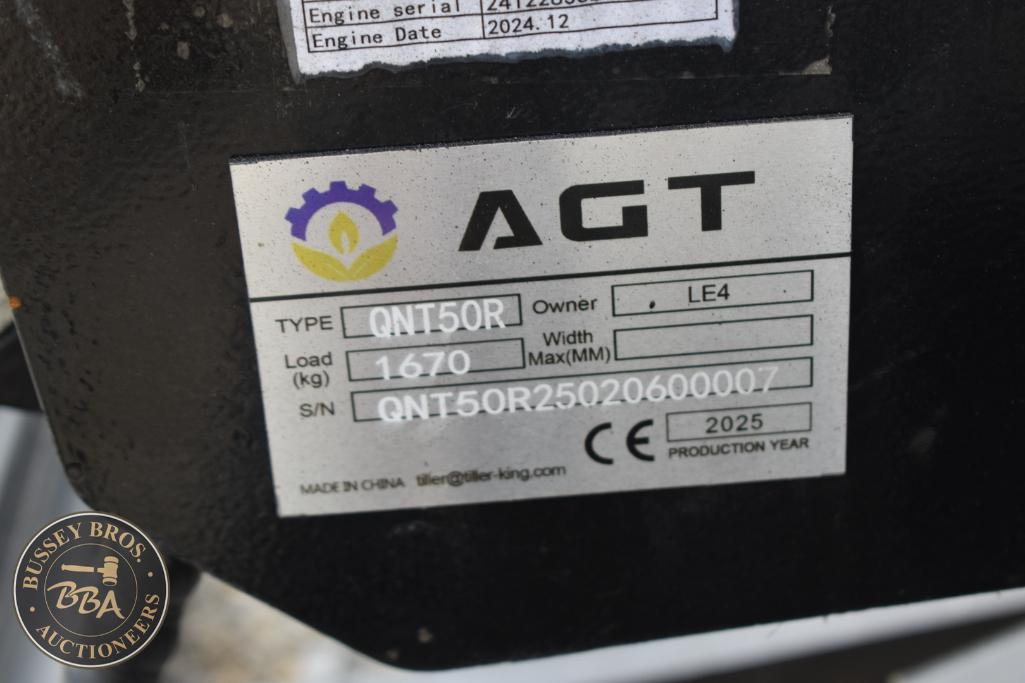 Engine serial
Engine Date 2024.12
AGT
TYPE QNT50R Owner LE4
Load (kg) 1670 Width Max(MM)
S/N QNT50R25020600007
CE 2025
PRODUCTION YEAR
MADE IN CHINA tiller@tiller-king.com
BUSSEY BROS.
BBA
AUCTIONEERS